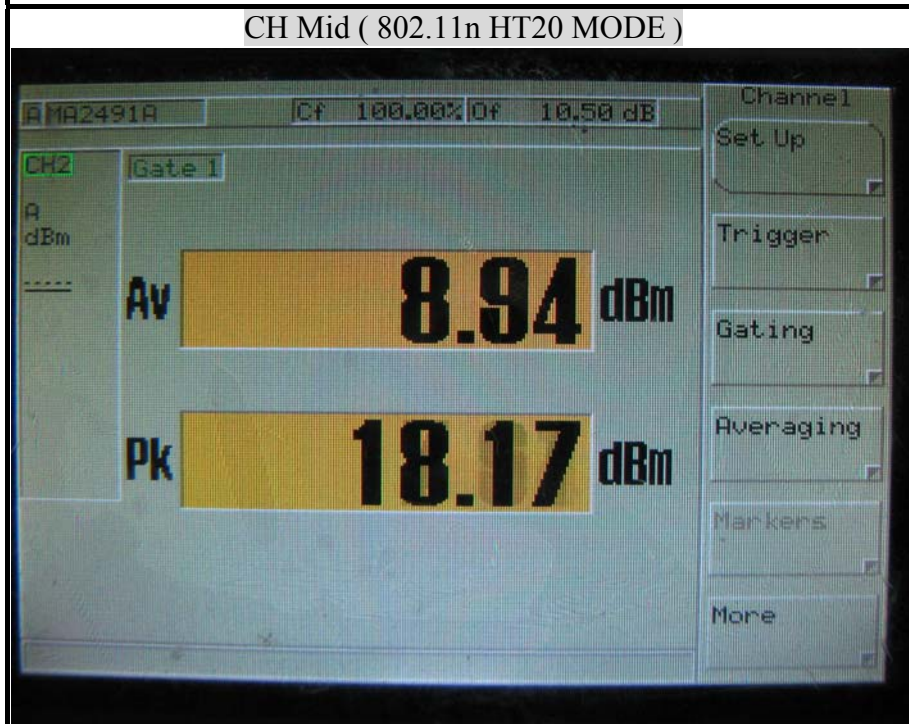 CH Mid ( 802.11n HT20 MODE )
A MA2491A Cf 100.00% Of 10.50 dB
Channel
Set Up
CH2 Gate 1
A
dBm
-----
Trigger
Av 8.94 dBm
Gating
Averaging
Pk 18.17 dBm
Markers
More